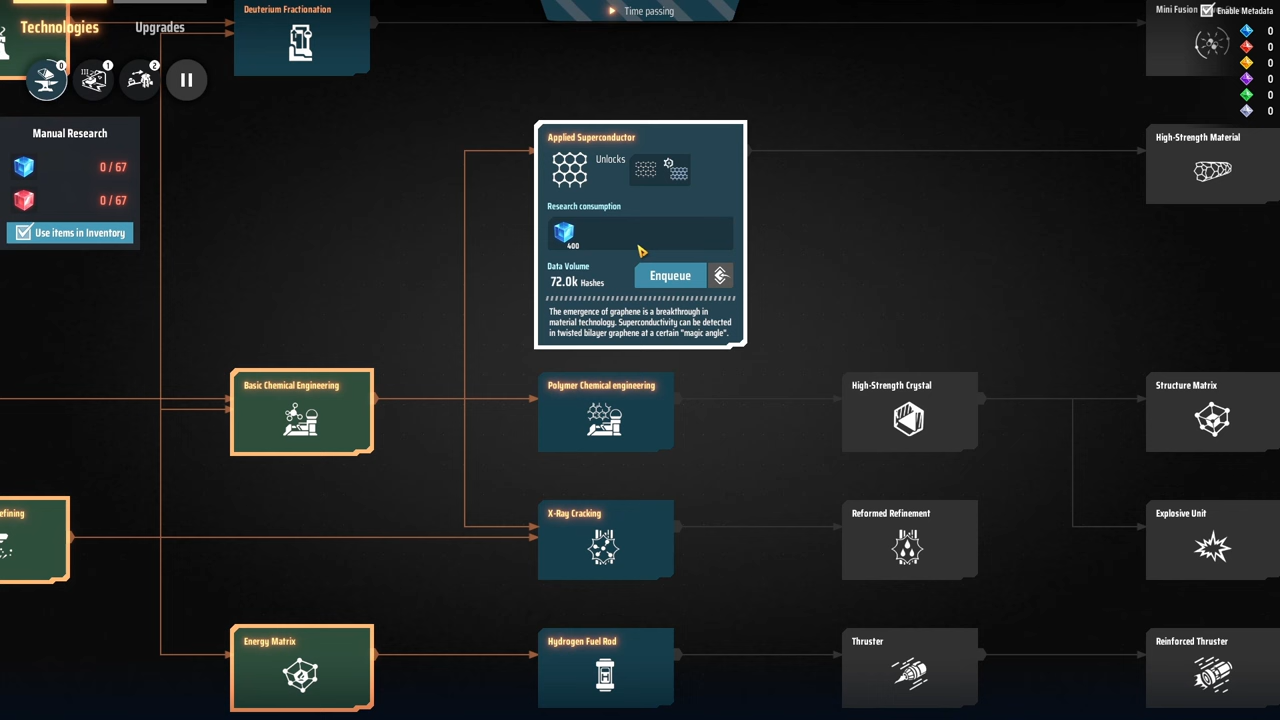 Deuterium Fractionation
Time passing
Mini Fusion
Enable Metadata
Technologies
Upgrades
0
0
0
0
0
0
0
1
2
Manual Research
0 / 67
0 / 67
Use items in Inventory
Applied Superconductor
Unlocks
Research consumption
400
Data Volume
72.0k Hashes
Enqueue
The emergence of graphene is a breakthrough in
material technology. Superconductivity can be detected
in twisted bilayer graphene at a certain "magic angle".
High-Strength Material
Basic Chemical Engineering
Polymer Chemical engineering
High-Strength Crystal
Structure Matrix
efining
X-Ray Cracking
Reformed Refinement
Explosive Unit
Energy Matrix
Hydrogen Fuel Rod
Thruster
Reinforced Thruster